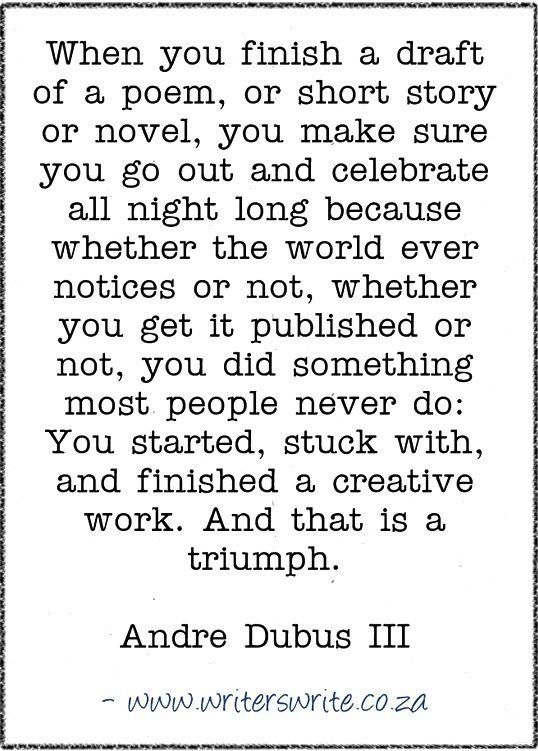 When you finish a draft
of a poem, or short story
or novel, you make sure
you go out and celebrate
all night long because
whether the world ever
notices or not, whether
you get it published or
not, you did something
most people never do:
You started, stuck with,
and finished a creative
work. And that is a
triumph.
Andre Dubus III
- www.writerswrite.co.za